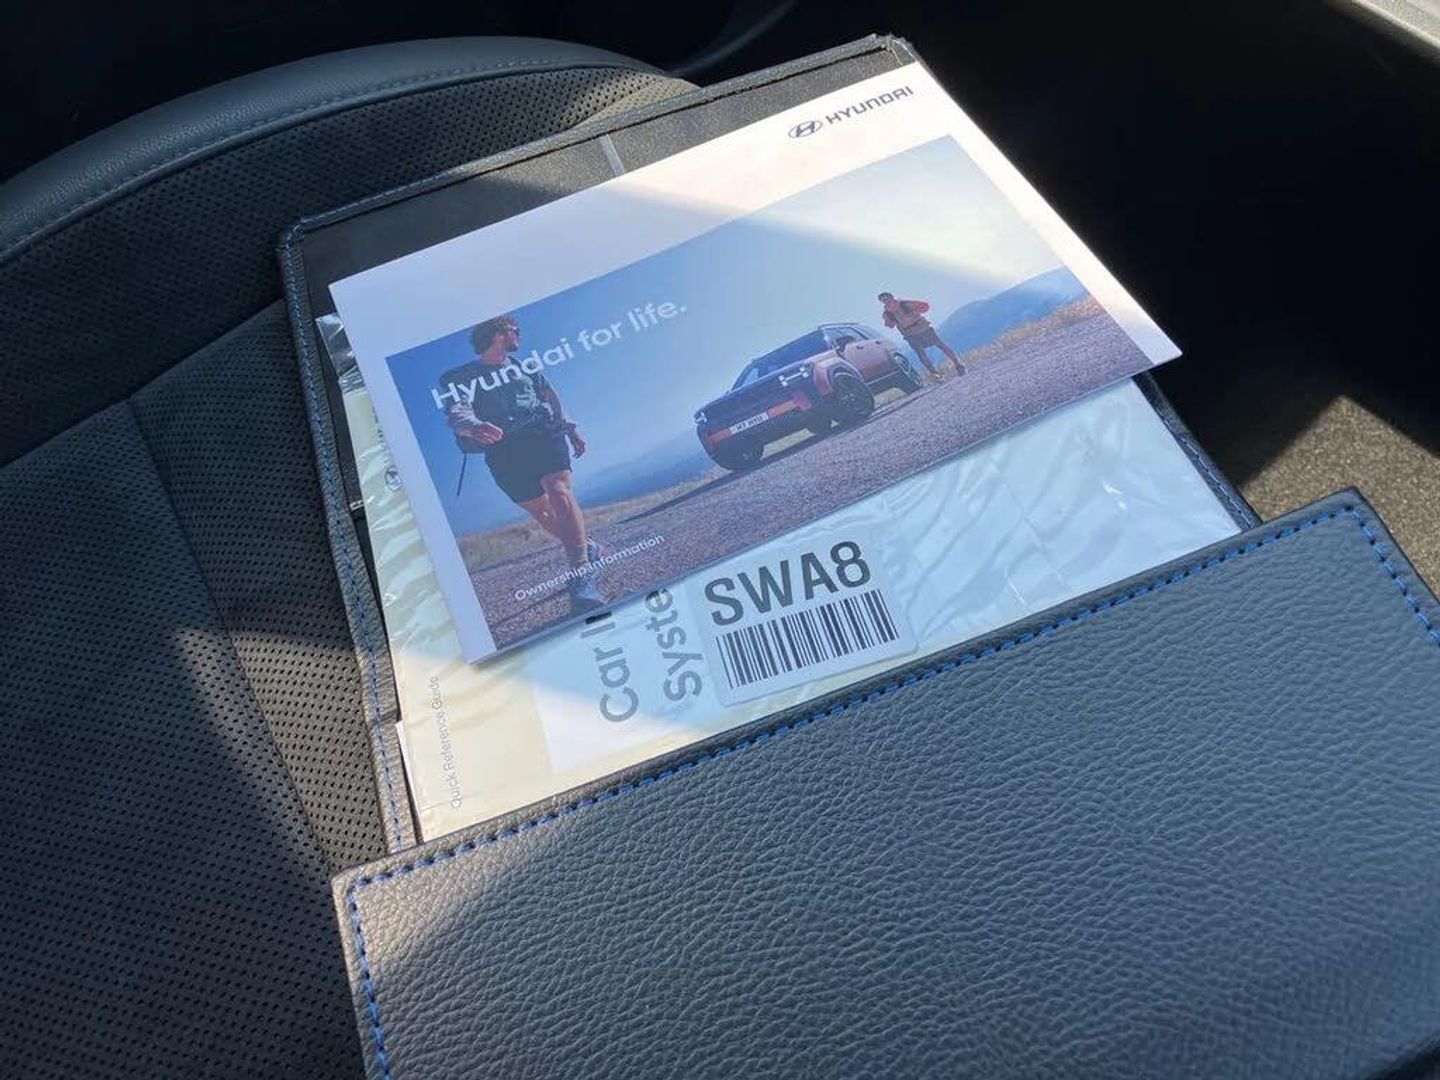 HYUNDAI
Hyundai for life.
Ownership Information
SWA8
Car
Syste
Quick Reference Guide